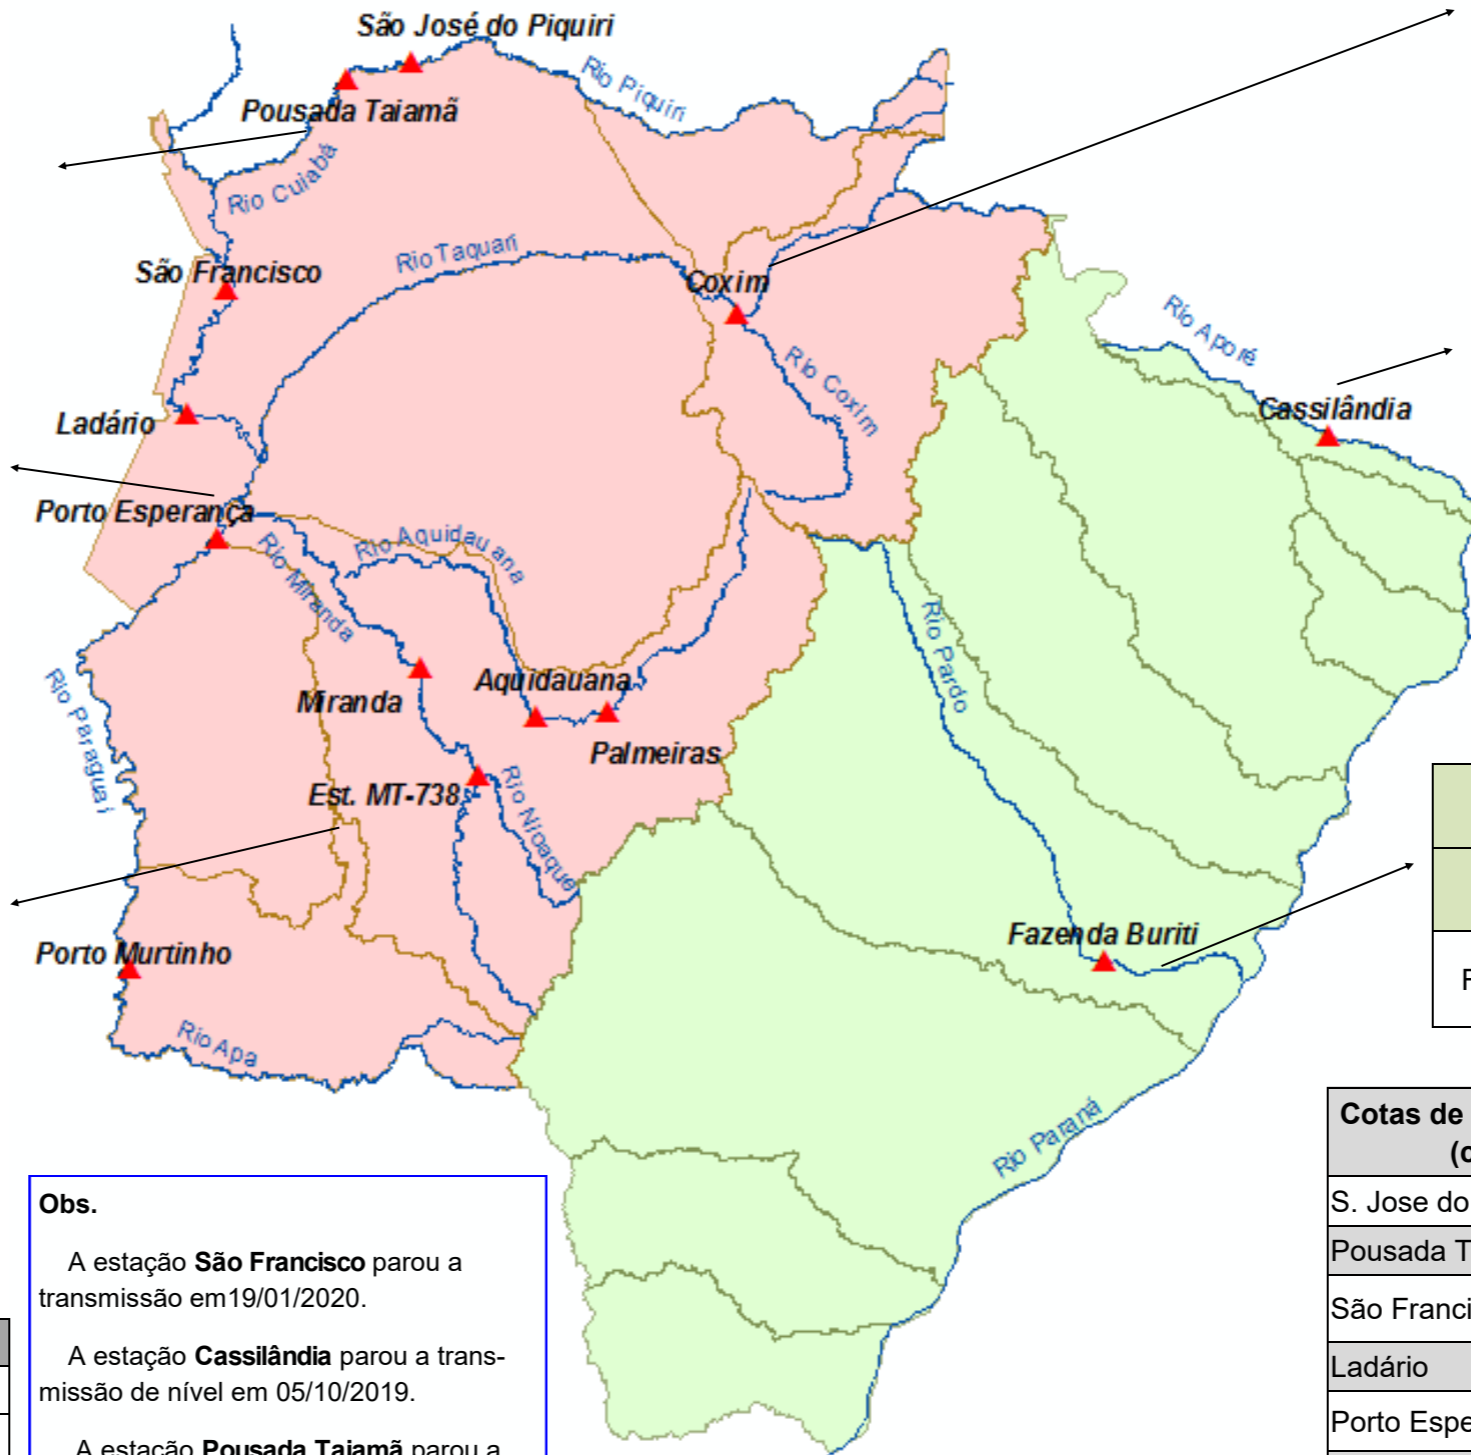 São José do Piquiri
Rio Piquiri
Pousada Taiamã
Rio Cuiabá
Rio Taquari
São Francisco
Coxim
Rio Aporé
Rio Coxim
Cassilândia
Ladário
Porto Esperança
Rio Miranda
Rio Aquidauana
Rio Pardo
Rio Paraguai
Miranda
Aquidauana
Palmeiras
Est. MT-738
Rio Nioaque
Fazenda Buriti
Porto Murtinho
Rio Apa
Rio Paraná
F
Cotas de
(c
S. Jose do
Pousada T
São Franci
Ladário
Porto Espe
Obs.
A estação São Francisco parou a
transmissão em19/01/2020.
A estação Cassilândia parou a trans-
missão de nível em 05/10/2019.
A estação Pousada Taiamã parou a